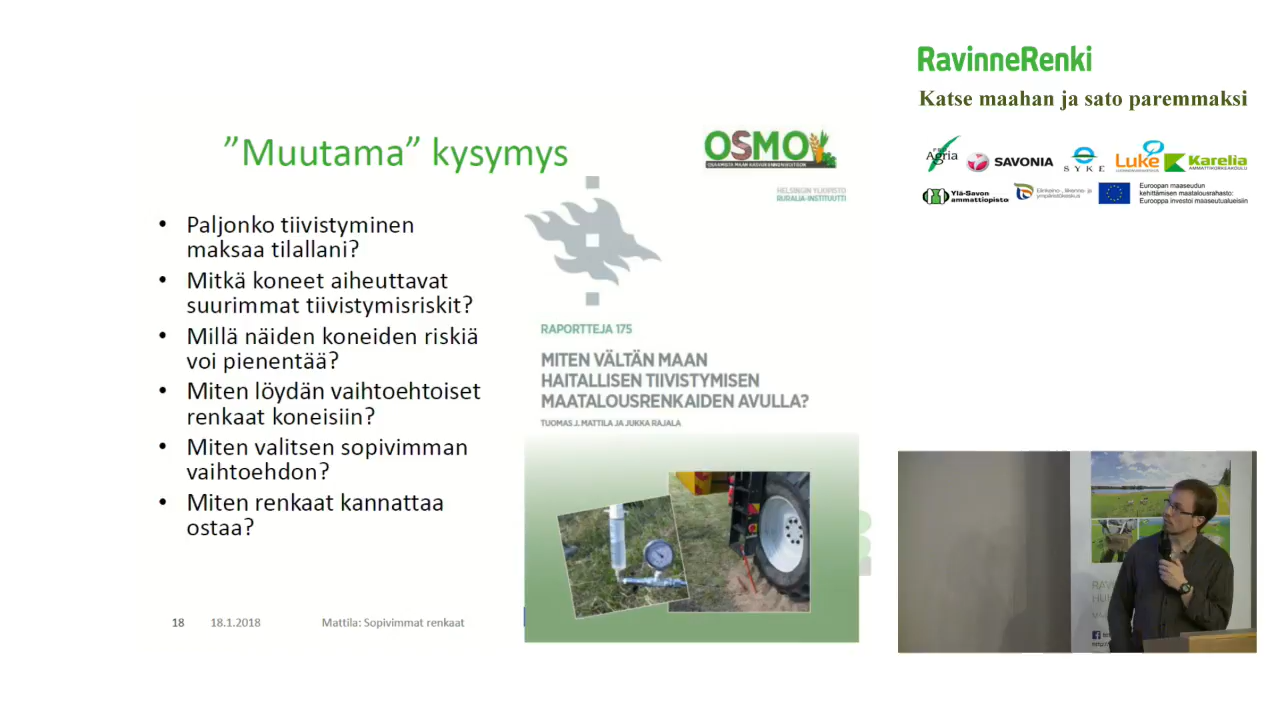 RavinneRenki
Katse maahan ja sato paremmaksi
"Muutama" kysymys
OSMO
OSAAMISTA MAAN KASVUKUNNON HOITOON
HELSINGIN YLIOPISTO
RURALIA-INSTITUUTTI
Agria
SAVONIA
SYKE
Luke
Karelia
AMMATTIKORKEAKOULU
Ylä-Savon
ammattiopisto
Elinkeino-, liikenne- ja
ympäristökeskus
Euroopan maaseudun
kehittämisen maatalousrahasto:
Eurooppa investoi maaseutualueisiin
• Paljonko tiivistyminen
maksaa tilallani?
• Mitkä koneet aiheuttavat
suurimmat tiivistymisriskit?
• Millä näiden koneiden riskiä
voi pienentää?
• Miten löydän vaihtoehtoiset
renkaat koneisiin?
• Miten valitsen sopivimman
vaihtoehdon?
• Miten renkaat kannattaa
ostaa?
RAPORTTEJA 175
MITEN VÄLTÄN MAAN
HAITALLISEN TIIVISTYMISEN
MAATALOUSRENKAIDEN AVULLA?
TUOMAS J. MATTILA JA JUKKA RAJALA
18 18.1.2018 Mattila: Sopivimmat renkaat